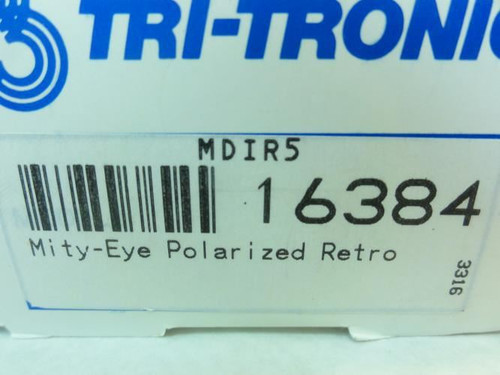 TRI-TRONIC
MDIR5
16384
Mity-Eye Polarized Retro
3316